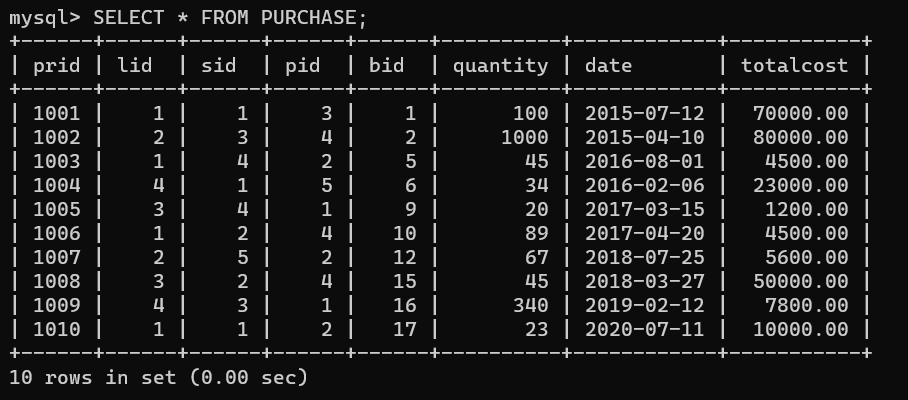 mysql> SELECT * FROM PURCHASE;
+------+------+------+------+------+----------+------------+-----------+
| prid | lid  | sid  | pid  | bid  | quantity | date       | totalcost |
+------+------+------+------+------+----------+------------+-----------+
| 1001 |    1 |    1 |    3 |    1 |      100 | 2015-07-12 |  70000.00 |
| 1002 |    2 |    3 |    4 |    2 |     1000 | 2015-04-10 |  80000.00 |
| 1003 |    1 |    4 |    2 |    5 |       45 | 2016-08-01 |   4500.00 |
| 1004 |    4 |    1 |    5 |    6 |       34 | 2016-02-06 |  23000.00 |
| 1005 |    3 |    4 |    1 |    9 |       20 | 2017-03-15 |   1200.00 |
| 1006 |    1 |    2 |    4 |   10 |       89 | 2017-04-20 |   4500.00 |
| 1007 |    2 |    5 |    2 |   12 |       67 | 2018-07-25 |   5600.00 |
| 1008 |    3 |    2 |    4 |   15 |       45 | 2018-03-27 |  50000.00 |
| 1009 |    4 |    3 |    1 |   16 |      340 | 2019-02-12 |   7800.00 |
| 1010 |    1 |    1 |    2 |   17 |       23 | 2020-07-11 |  10000.00 |
+------+------+------+------+------+----------+------------+-----------+
10 rows in set (0.00 sec)